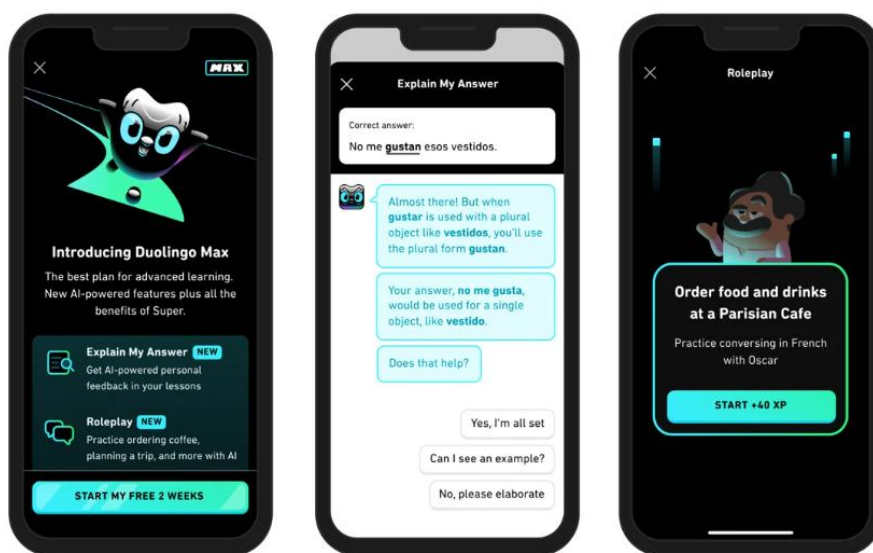 MAX
Introducing Duolingo Max
The best plan for advanced learning.
New AI-powered features plus all the
benefits of Super.
Explain My Answer NEW
Get AI-powered personal
feedback in your lessons
Roleplay NEW
Practice ordering coffee,
planning a trip, and more with AI
START MY FREE 2 WEEKS
Explain My Answer
Correct answer:
No me gustan esos vestidos.
Almost there! But when
gustar is used with a plural
object like vestidos, you'll use
the plural form gustan.
Your answer, no me gusta,
would be used for a single
object, like vestido.
Does that help?
Yes, I'm all set
Can I see an example?
No, please elaborate
Roleplay
Order food and drinks
at a Parisian Cafe
Practice conversing in French
with Oscar
START +40 XP